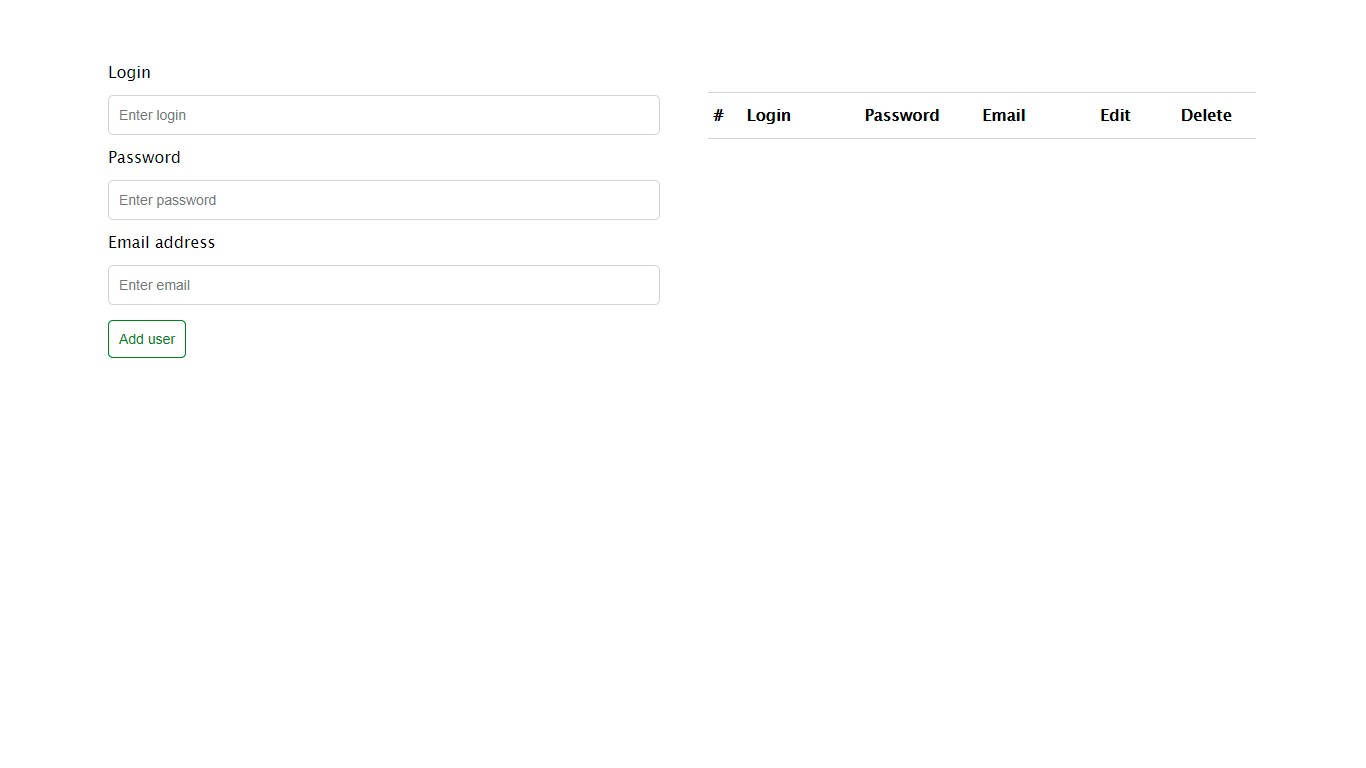 Login
Enter login
Password
Enter password
Email address
Enter email
Add user
# Login Password Email Edit Delete